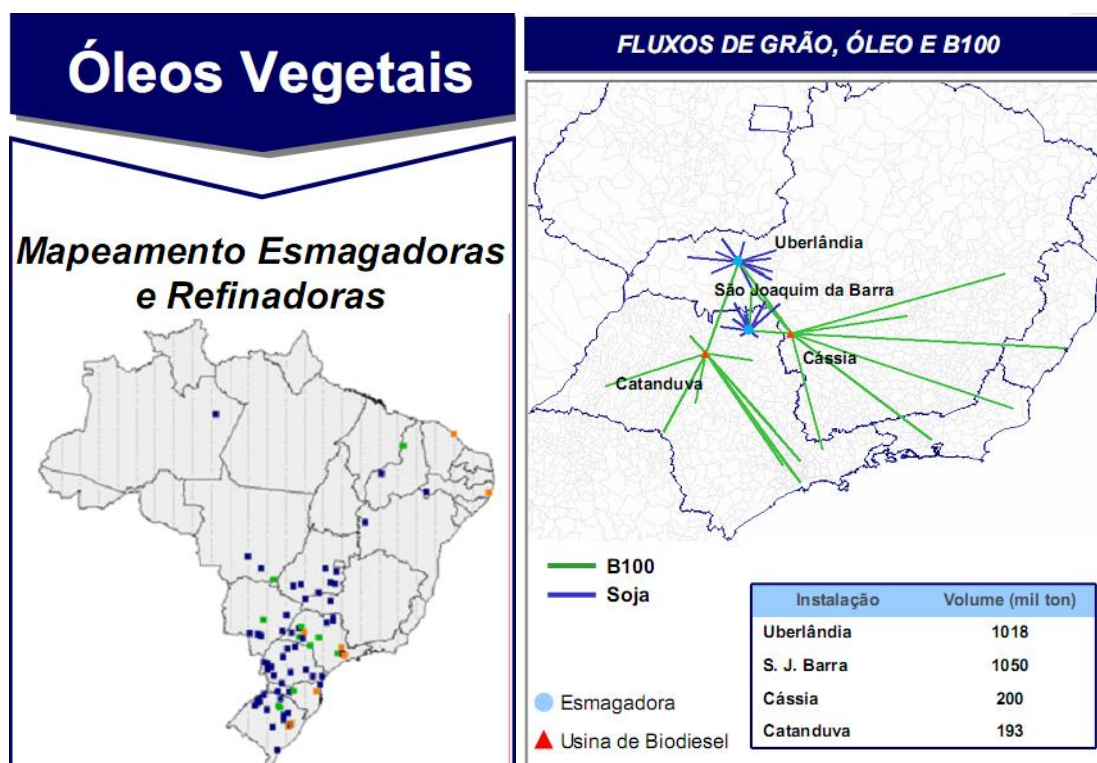 Óleos Vegetais
Mapeamento Esmagadoras
e Refinadoras
FLUXOS DE GRÃO, ÓLEO E B100
Uberlândia
São Joaquim da Barra
Cássia
Catanduva
B100
Soja
Esmagadora
Usina de Biodiesel
Instalação Volume (mil ton)
Uberlândia 1018
S. J. Barra 1050
Cássia 200
Catanduva 193